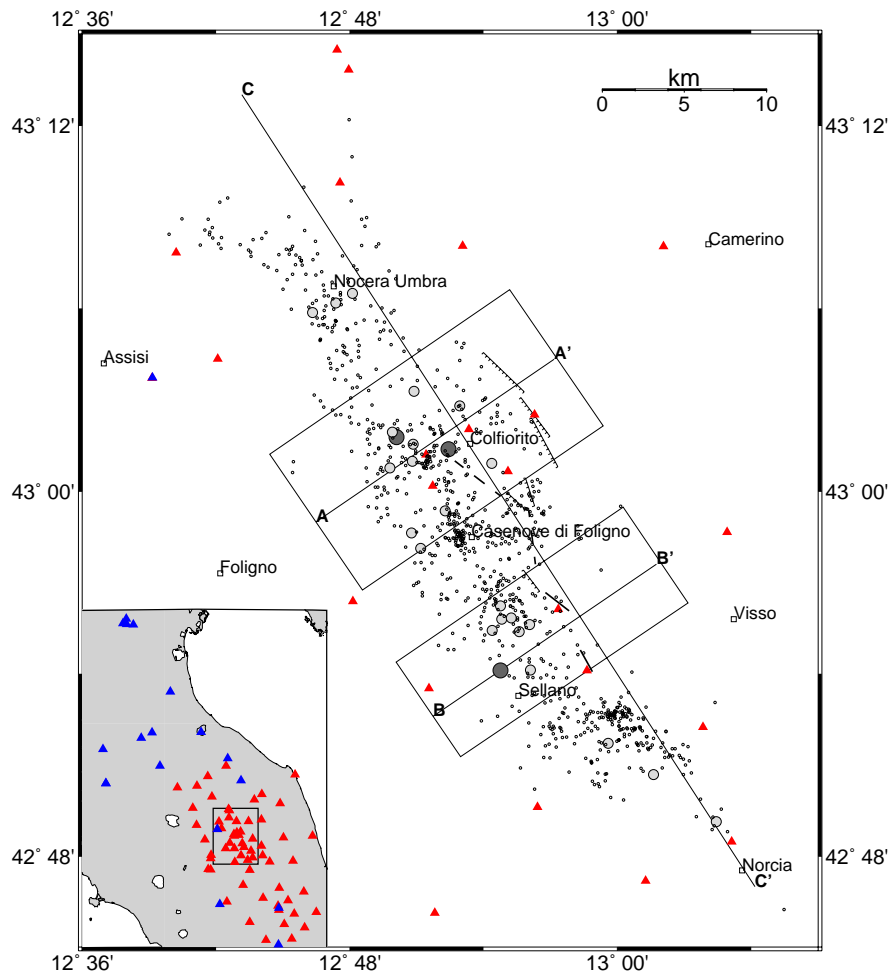 12° 36'
12° 48'
13° 00'
C
km
0
5
10
43° 12'
43° 12'
Camerino
Nocera Umbra
Assisi
A'
Colfiorito
43° 00'
43° 00'
A
Casenove di Foligno
B'
Foligno
Visso
Sellano
B
42° 48'
42° 48'
Norcia
C'
12° 36'
12° 48'
13° 00'